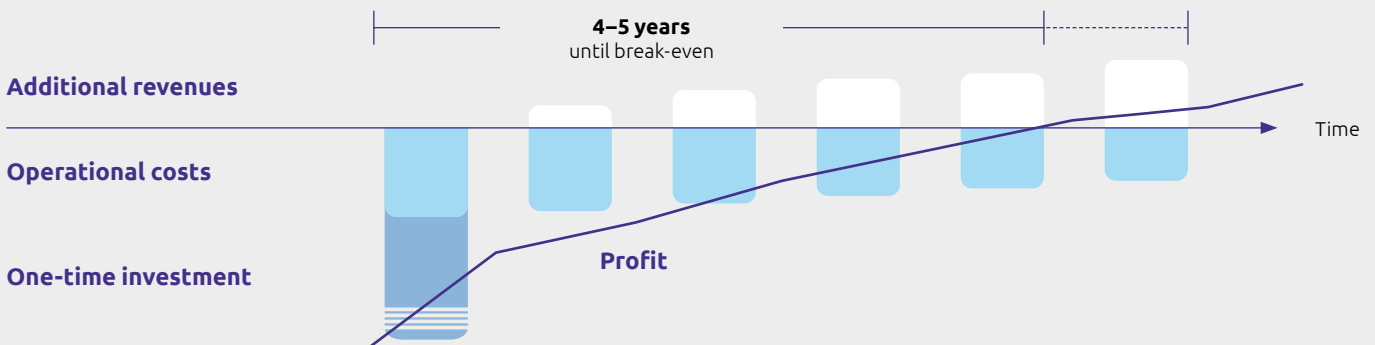 4–5 years
until break-even
Additional revenues
Time
Operational costs
Profit
One-time investment